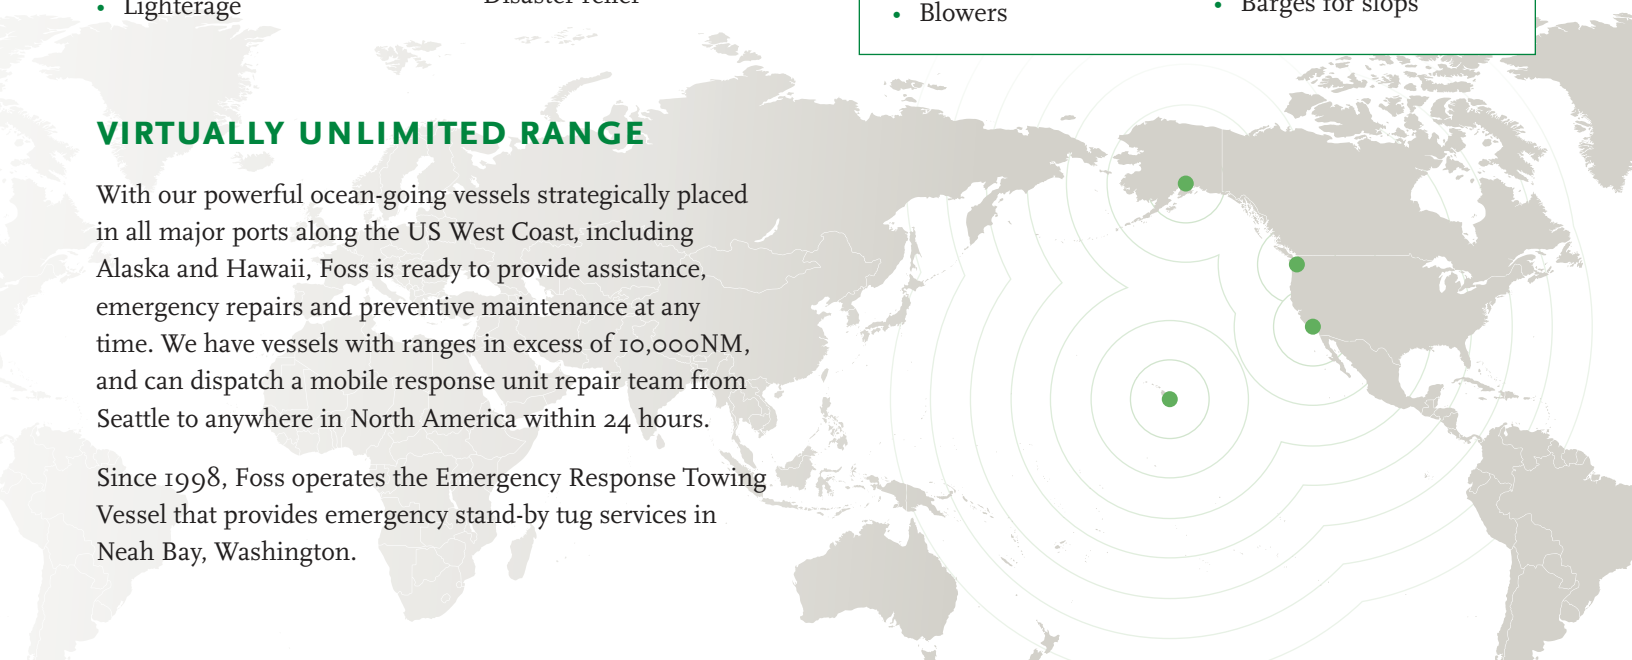 Lighterage
Disaster relief
• Blowers
• Barges for slops
VIRTUALLY UNLIMITED RANGE
With our powerful ocean-going vessels strategically placed
in all major ports along the US West Coast, including
Alaska and Hawaii, Foss is ready to provide assistance,
emergency repairs and preventive maintenance at any
time. We have vessels with ranges in excess of 10,000NM,
and can dispatch a mobile response unit repair team from
Seattle to anywhere in North America within 24 hours.
Since 1998, Foss operates the Emergency Response Towing
Vessel that provides emergency stand-by tug services in
Neah Bay, Washington.